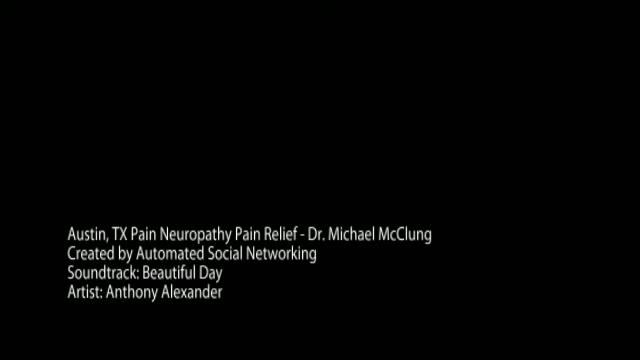 Austin, TX Pain Neuropathy Pain Relief - Dr. Michael McClung
Created by Automated Social Networking
Soundtrack: Beautiful Day
Artist: Anthony Alexander